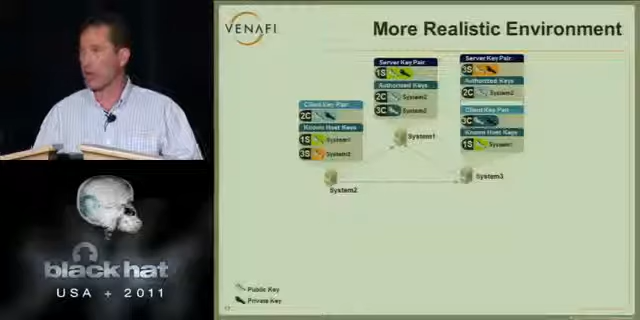 VENAFI
More Realistic Environment
Server Key Pair
1S
Authorized Keys
2C System2
3C System3
Server Key Pair
3S
Authorized Keys
2C System2
Client Key Pair
3C
Known Host Keys
1S System1
Client Key Pair
2C
Known Host Keys
1S System1
3S System3
System1
System2
System3
Public Key
Private Key
black hat
USA + 2011